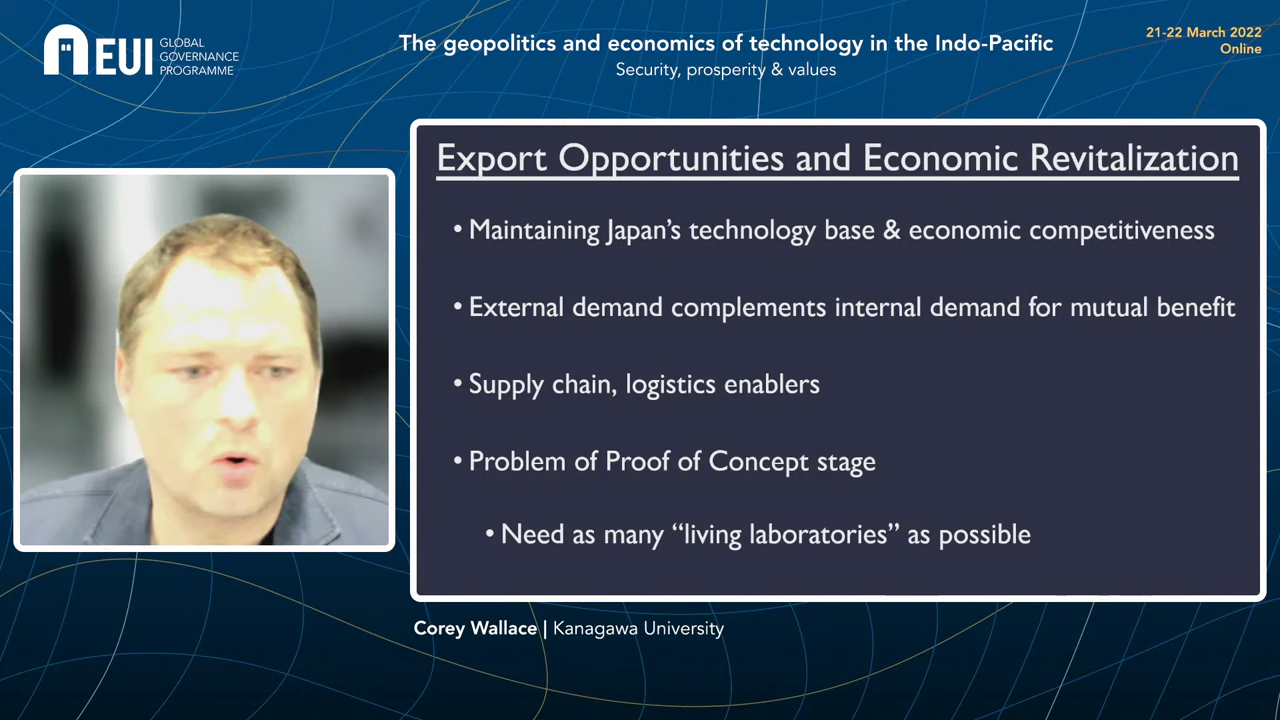 EUI
GLOBAL
GOVERNANCE
PROGRAMME
The geopolitics and economics of technology in the Indo-Pacific
Security, prosperity & values
21-22 March 2022
Online
Export Opportunities and Economic Revitalization
• Maintaining Japan's technology base & economic competitiveness
• External demand complements internal demand for mutual benefit
• Supply chain, logistics enablers
• Problem of Proof of Concept stage
• Need as many “living laboratories” as possible
Corey Wallace | Kanagawa University